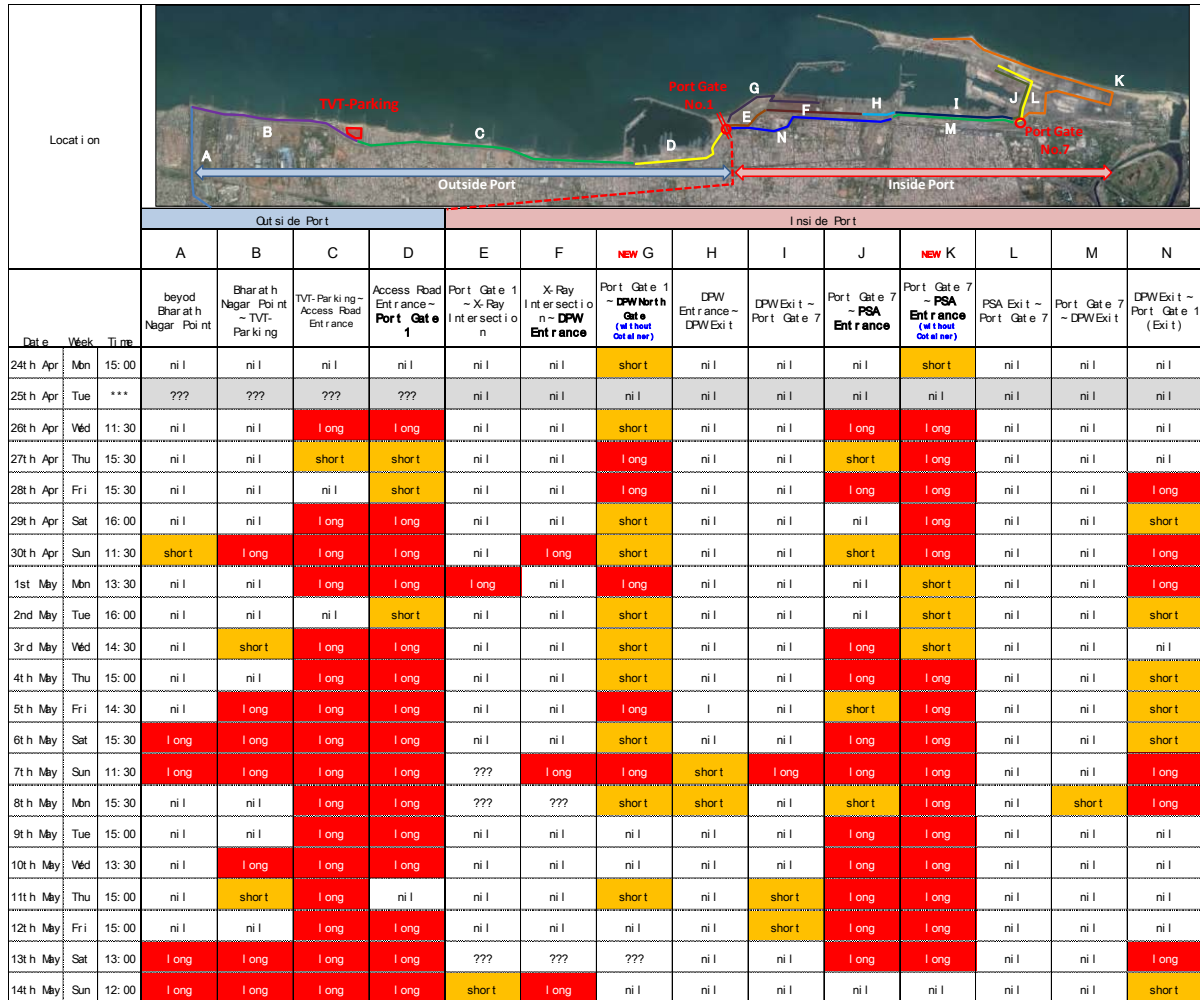 Location
TVT-Parking
Port Gate
No.1
Port Gate
No.7
A
B
C
D
E
F
G
H
I
J
K
L
M
N
Outside Port
Inside Port
Outside Port Inside Port
A B C D E F NEW G H I J NEW K L M N
Date Week Time
beyod Bharath Nagar Point
Bharath Nagar Point ~ TVT-Parking
TVT-Parking ~ Access Road Entrance
Access Road Entrance ~ Port Gate 1
Port Gate 1 ~ X-Ray Intersection
X-Ray Intersection ~ DPW Entrance
Port Gate 1 ~ DPW North Gate (without Cotainer)
DPW Entrance ~ DPW Exit
DPW Exit ~ Port Gate 7
Port Gate 7 ~ PSA Entrance
Port Gate 7 ~ PSA Entrance (without Cotainer)
PSA Exit ~ Port Gate 7
Port Gate 7 ~ DPW Exit
DPW Exit ~ Port Gate 1 (Exit)
24th Apr Mon 15:00 nil nil nil nil nil nil short nil nil nil short nil nil nil
25th Apr Tue *** ??? ??? ??? ??? nil nil nil nil nil nil nil nil nil nil
26th Apr Wed 11:30 nil nil long long nil nil short nil nil long long nil nil nil
27th Apr Thu 15:30 nil nil short short nil nil long nil nil short long nil nil nil
28th Apr Fri 15:30 nil nil nil short nil nil long nil nil long long nil nil long
29th Apr Sat 16:00 nil nil long long nil nil short nil nil nil long nil nil short
30th Apr Sun 11:30 short long long long nil long short nil nil short long nil nil long
1st May Mon 13:30 nil nil long long long nil long nil nil nil short nil nil long
2nd May Tue 16:00 nil nil nil short nil nil short nil nil nil short nil nil short
3rd May Wed 14:30 nil short long long nil nil short nil nil long short nil nil nil
4th May Thu 15:00 nil nil long long nil nil short nil nil long long nil nil short
5th May Fri 14:30 nil long long long nil nil long l nil short long nil nil short
6th May Sat 15:30 long long long long nil nil short nil nil long long nil nil short
7th May Sun 11:30 long long long long ??? long long short long long long nil nil long
8th May Mon 15:30 nil nil long long ??? ??? short short nil short long nil short long
9th May Tue 15:00 nil nil long long nil nil nil nil nil long long nil nil nil
10th May Wed 13:30 nil long long long nil nil nil nil nil long long nil nil nil
11th May Thu 15:00 nil short long nil nil nil short nil short long long nil nil nil
12th May Fri 15:00 nil nil long long nil nil nil nil short long long nil nil nil
13th May Sat 13:00 long long long long ??? ??? ??? nil nil long long nil nil long
14th May Sun 12:00 long long long long short long nil nil nil nil nil nil nil short